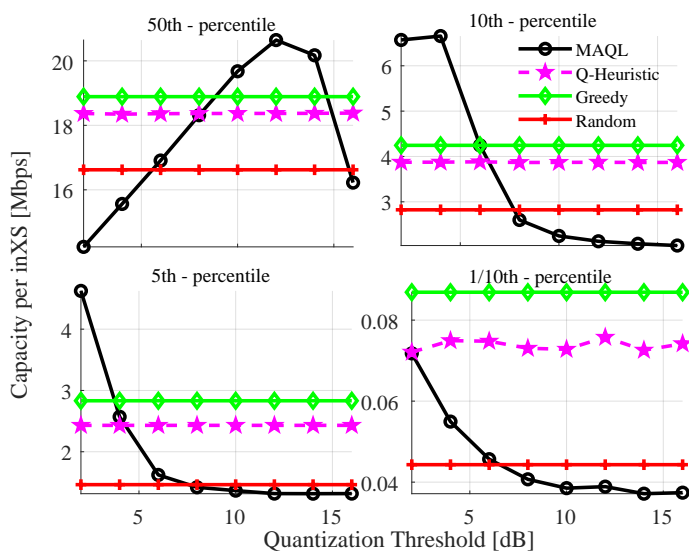 50th - percentile
10th - percentile
20
18
16
6
5
4
3
MAQL
Q-Heuristic
Greedy
Random
Capacity per inXS [Mbps]
5th - percentile
1/10th - percentile
4
3
2
0.08
0.06
0.04
5
10
15
5
10
15
Quantization Threshold [dB]